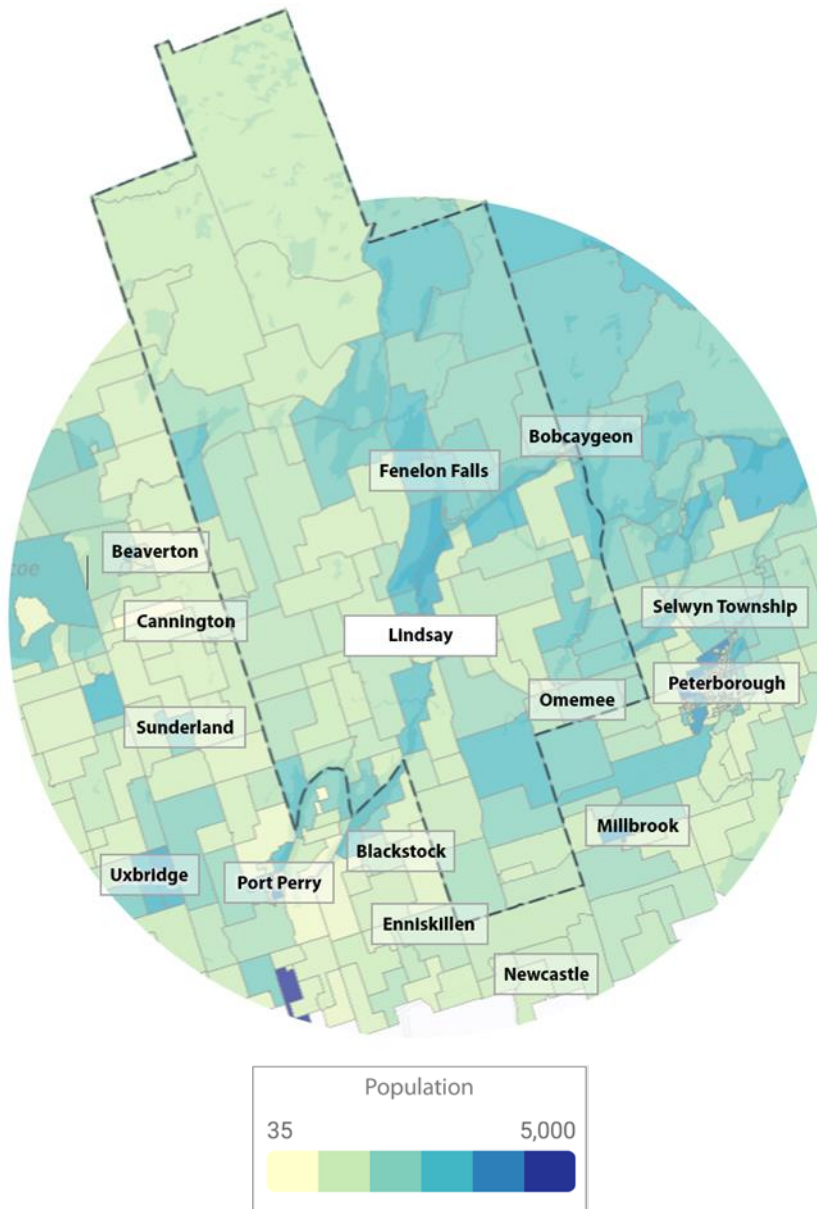 Bobcaygeon
Fenelon Falls
Beaverton
coe
Cannington
Selwyn Township
Lindsay
Peterborough
Omemee
Sunderland
Millbrook
Blackstock
Uxbridge
Port Perry
Enniskillen
Newcastle
Population
35
5,000